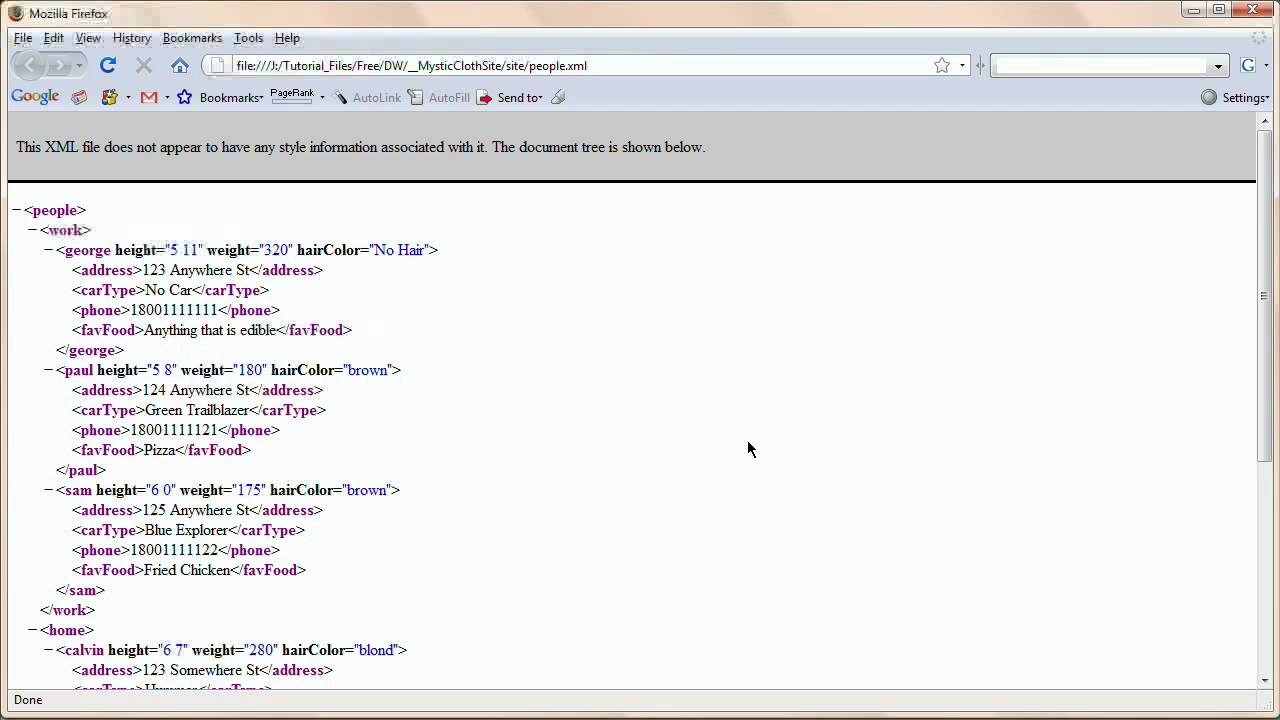 Mozilla Firefox
File Edit View History Bookmarks Tools Help
file:///J:/Tutorial_Files/Free/DW/__MysticClothSite/site/people.xml
G
Google Bookmarks PageRank AutoLink AutoFill Send to Settings
This XML file does not appear to have any style information associated with it. The document tree is shown below.
−<people>
−<work>
−<george height="5 11" weight="320" hairColor="No Hair">
<address>123 Anywhere St</address>
<carType>No Car</carType>
<phone>18001111111</phone>
<favFood>Anything that is edible</favFood>
</george>
−<paul height="5 8" weight="180" hairColor="brown">
<address>124 Anywhere St</address>
<carType>Green Trailblazer</carType>
<phone>18001111121</phone>
<favFood>Pizza</favFood>
</paul>
−<sam height="6 0" weight="175" hairColor="brown">
<address>125 Anywhere St</address>
<carType>Blue Explorer</carType>
<phone>18001111122</phone>
<favFood>Fried Chicken</favFood>
</sam>
</work>
−<home>
−<calvin height="6 7" weight="280" hairColor="blond">
<address>123 Somewhere St</address>
Done